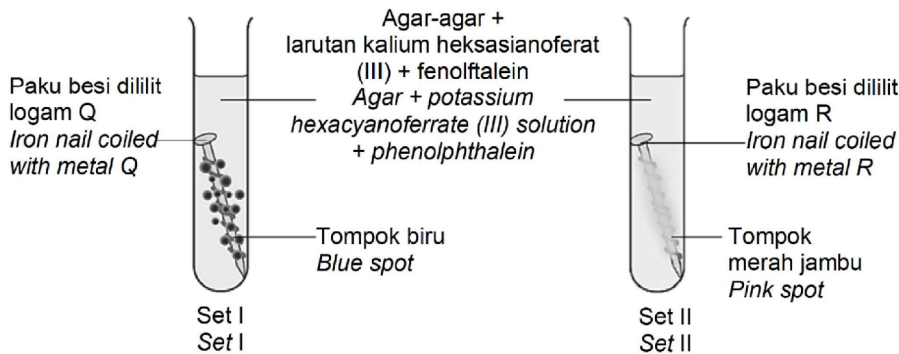 Agar-agar +
larutan kalium heksasianoferat
(III) + fenolftalein
Agar + potassium
hexacyanoferrate (III) solution
+ phenolphthalein
Paku besi dililit
logam Q
Iron nail coiled
with metal Q
Paku besi dililit
logam R
Iron nail coiled
with metal R
Tompok biru
Blue spot
Tompok
merah jambu
Pink spot
Set I
Set I
Set II
Set II